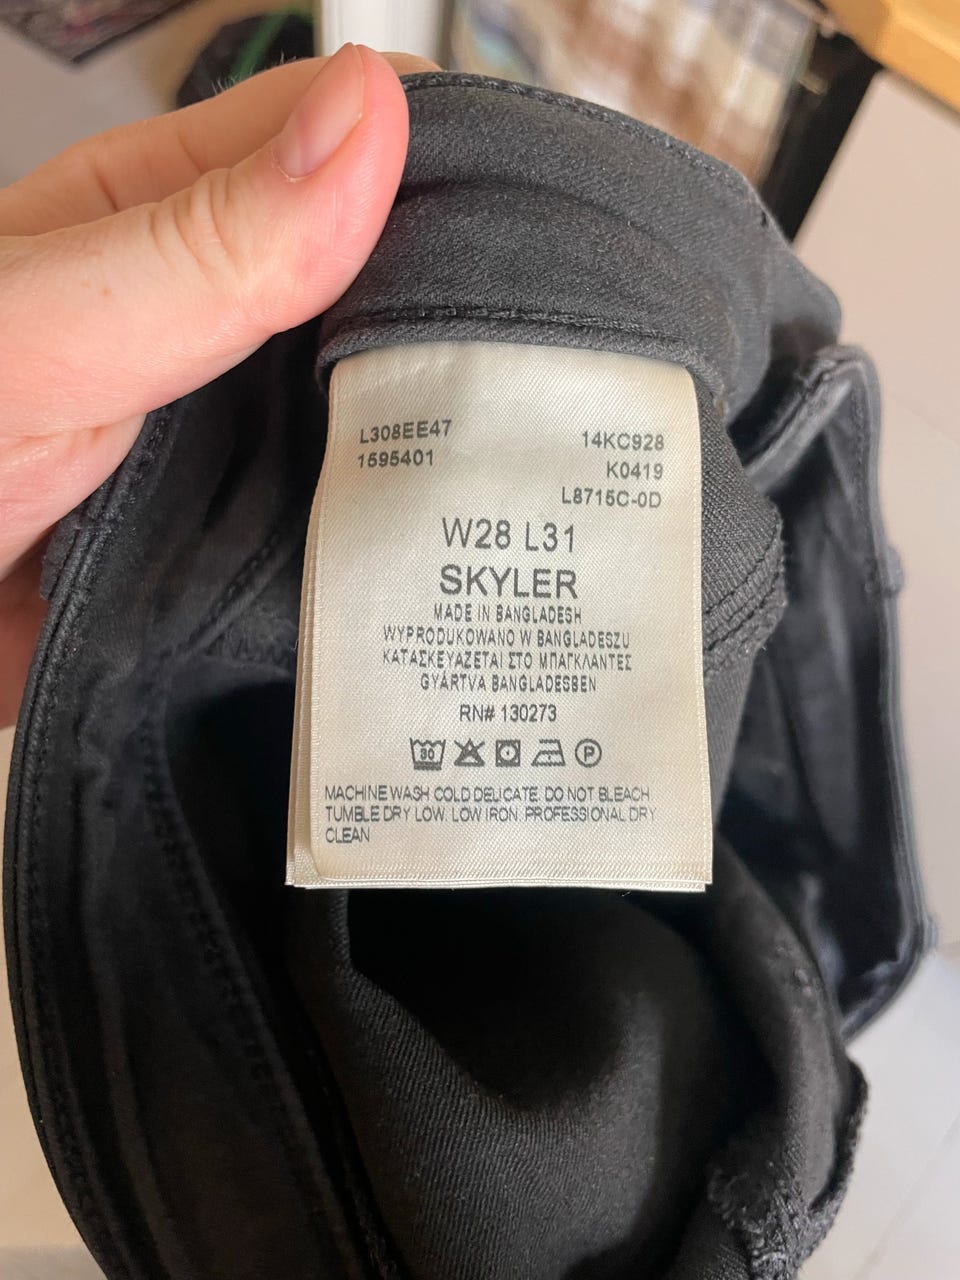 L308EE47
1595401
14KC928
K0419
L8715C-0D
W28 L31
SKYLER
MADE IN BANGLADESH
WYPRODUKOWANO W BANGLADESZU
ΚΑΤΑΣΚΕΥΑΖΕΤΑΙ ΣΤΟ ΜΠΑΓΚΛΑΝΤΕΣ
GYÁRTVA BANGLADESBEN
RN# 130273
30 P
MACHINE WASH COLD DELICATE. DO NOT BLEACH
TUMBLE DRY LOW. LOW IRON. PROFESSIONAL DRY
CLEAN